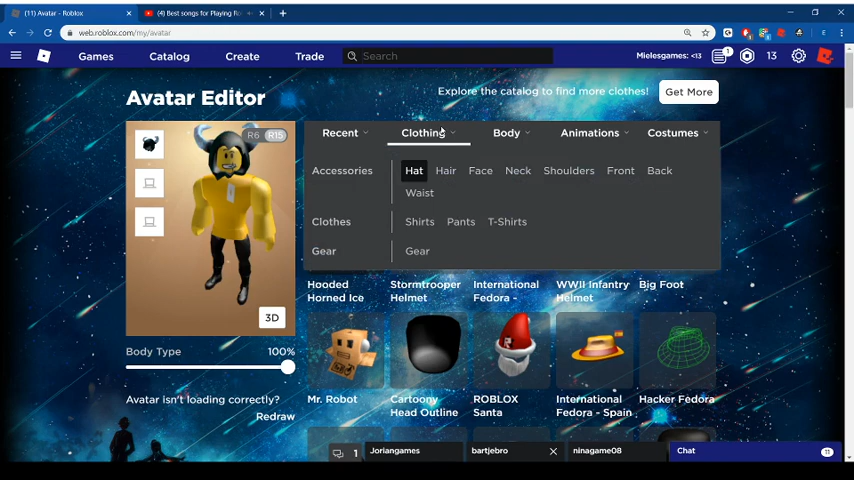 (11) Avatar - Roblox
(4) Best songs for Playing Ro
web.roblox.com/my/avatar
Games
Catalog
Create
Trade
Search
Mielesgames: <13
1
13
Avatar Editor
Explore the catalog to find more clothes!
Get More
R6
R15
Recent
Clothing
Body
Animations
Costumes
Accessories
Hat
Hair
Face
Neck
Shoulders
Front
Back
Waist
Clothes
Shirts
Pants
T-Shirts
Gear
Gear
3D
Hooded
Horned Ice
Stormtrooper
Helmet
International
Fedora -
WWII Infantry
Helmet
Big Foot
Body Type
100%
Mr. Robot
Cartoony
Head Outline
ROBLOX
Santa
International
Fedora - Spain
Hacker Fedora
Avatar isn't loading correctly?
Redraw
1
Joriangames
bartjebro
ninagame08
Chat